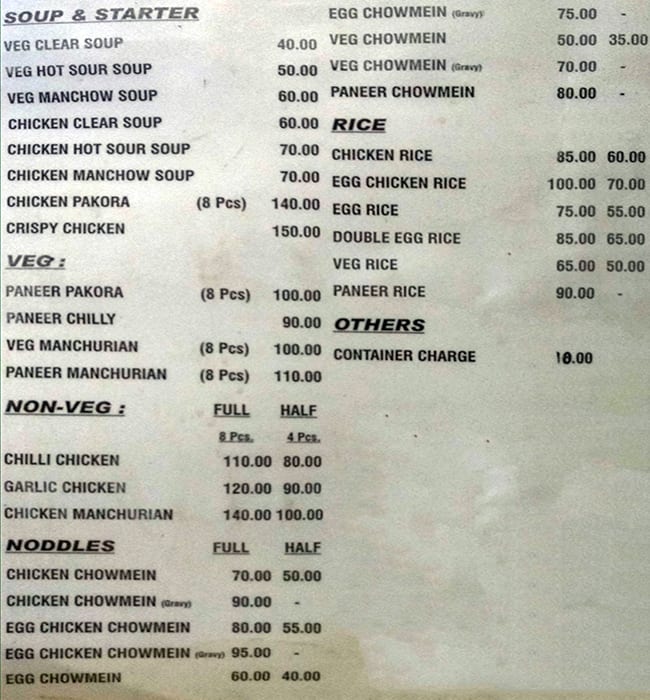 SOUP & STARTER
VEG CLEAR SOUP 40.00
VEG HOT SOUR SOUP 50.00
VEG MANCHOW SOUP 60.00
CHICKEN CLEAR SOUP 60.00
CHICKEN HOT SOUR SOUP 70.00
CHICKEN MANCHOW SOUP 70.00
CHICKEN PAKORA (8 Pcs) 140.00
CRISPY CHICKEN 150.00
VEG :
PANEER PAKORA (8 Pcs) 100.00
PANEER CHILLY 90.00
VEG MANCHURIAN (8 Pcs) 100.00
PANEER MANCHURIAN (8 Pcs) 110.00
NON-VEG : FULL HALF
8 Pcs. 4 Pcs.
CHILLI CHICKEN 110.00 80.00
GARLIC CHICKEN 120.00 90.00
CHICKEN MANCHURIAN 140.00 100.00
NODDLES FULL HALF
CHICKEN CHOWMEIN 70.00 50.00
CHICKEN CHOWMEIN (Gravy) 90.00 -
EGG CHICKEN CHOWMEIN 80.00 55.00
EGG CHICKEN CHOWMEIN (Gravy) 95.00 -
EGG CHOWMEIN 60.00 40.00
EGG CHOWMEIN (Gravy) 75.00 -
VEG CHOWMEIN 50.00 35.00
VEG CHOWMEIN (Gravy) 70.00 -
PANEER CHOWMEIN 80.00 -
RICE
CHICKEN RICE 85.00 60.00
EGG CHICKEN RICE 100.00 70.00
EGG RICE 75.00 55.00
DOUBLE EGG RICE 85.00 65.00
VEG RICE 65.00 50.00
PANEER RICE 90.00 -
OTHERS
CONTAINER CHARGE 10.00